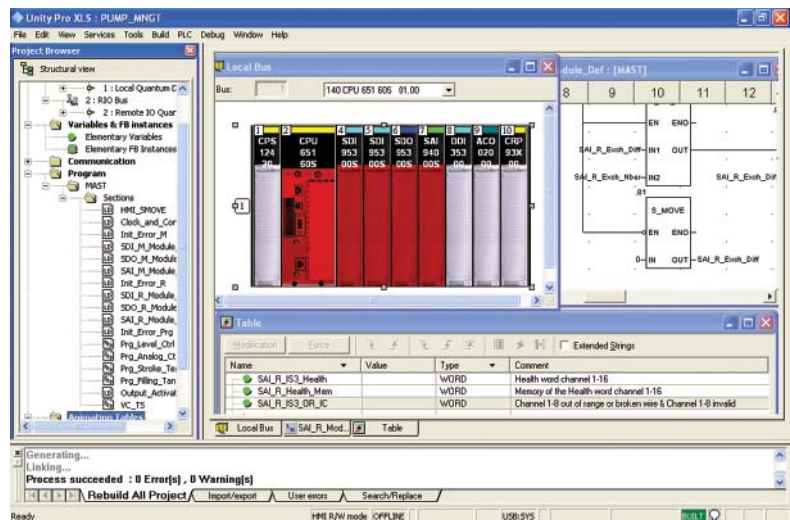 Unity Pro XLS : PUMP_MNGT
File Edit View Services Tools Build PLC Debug Window Help
Project Browser
Structural view
1 : Local Quantum D
2 : RIO Bus
2 : Remote IO Quar
Variables & FB instances
Elementary Variables
Elementary FB Instances
Communication
Program
MAST
Sections
HMI_SMOVE
Clock_and_Cor
Init_Error_M
SDI_M_Module_
SDO_M_Module
SAI_M_Module_
Init_Error_R
SDI_R_Module_
SDO_R_Module
SAI_R_Module_
Init_Error_Prg
Prg_Level_Ctrl
Prg_Analog_Ct
Prg_Stroke_Tes
Prg_Filling_Tan
Output_Activat
VC_TS
Animation Tables
Local Bus
Bus: 1 140 CPU 651 60S 01.00
1 2 4 5 6 7 8 9 10
CPS CPU SDI SDI SDO SAI DDI ACO CRP
124 651 953 953 953 940 353 020 93X
20 60S 00S 00S 00S 00S 00 00 00
1
dule_Def : [MAST]
8 9 10 11 12
EN ENO
SAI_R_Exch_Diff IN1 OUT
SAI_R_Exch_Nber IN2 SAI_R_Exch_Dif
.81
S_MOVE
EN ENO
0 IN OUT SAI_R_Exch_Diff
Table
Modification Force Extended Strings
Name Value Type Comment
SAI_R_IS3_Health WORD Health word channel 1-16
SAI_R_Health_Mem WORD Memory of the Health word channel 1-16
SAI_R_IS3_OR_IC WORD Channel 1-8 out of range or broken wire & Channel 1-8 invalid
Local Bus SAI_R_Mod... Table
Generating...
Linking...
Process succeeded : 0 Error(s) , 0 Warning(s)
Rebuild All Project Import/export User errors Search/Replace
Ready HMI R/W mode OFFLINE USB:SYS BUILT